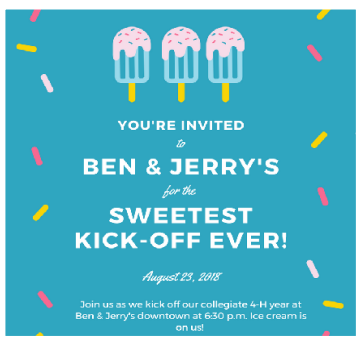 YOU'RE INVITED
to
BEN & JERRY'S
for the
SWEETEST
KICK-OFF EVER!
August 23, 2018
Join us as we kick off our collegiate 4-H year at
Ben & Jerry's downtown at 6:30 p.m. Ice cream is
on us!